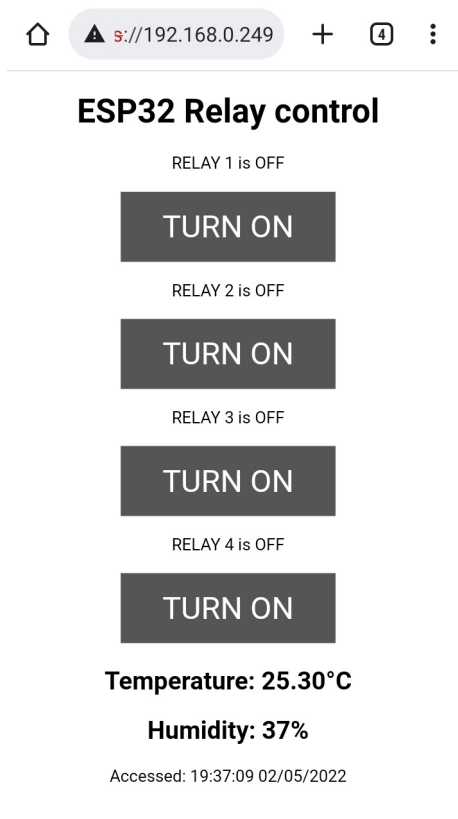 s://192.168.0.249
4
ESP32 Relay control
RELAY 1 is OFF
TURN ON
RELAY 2 is OFF
TURN ON
RELAY 3 is OFF
TURN ON
RELAY 4 is OFF
TURN ON
Temperature: 25.30°C
Humidity: 37%
Accessed: 19:37:09 02/05/2022